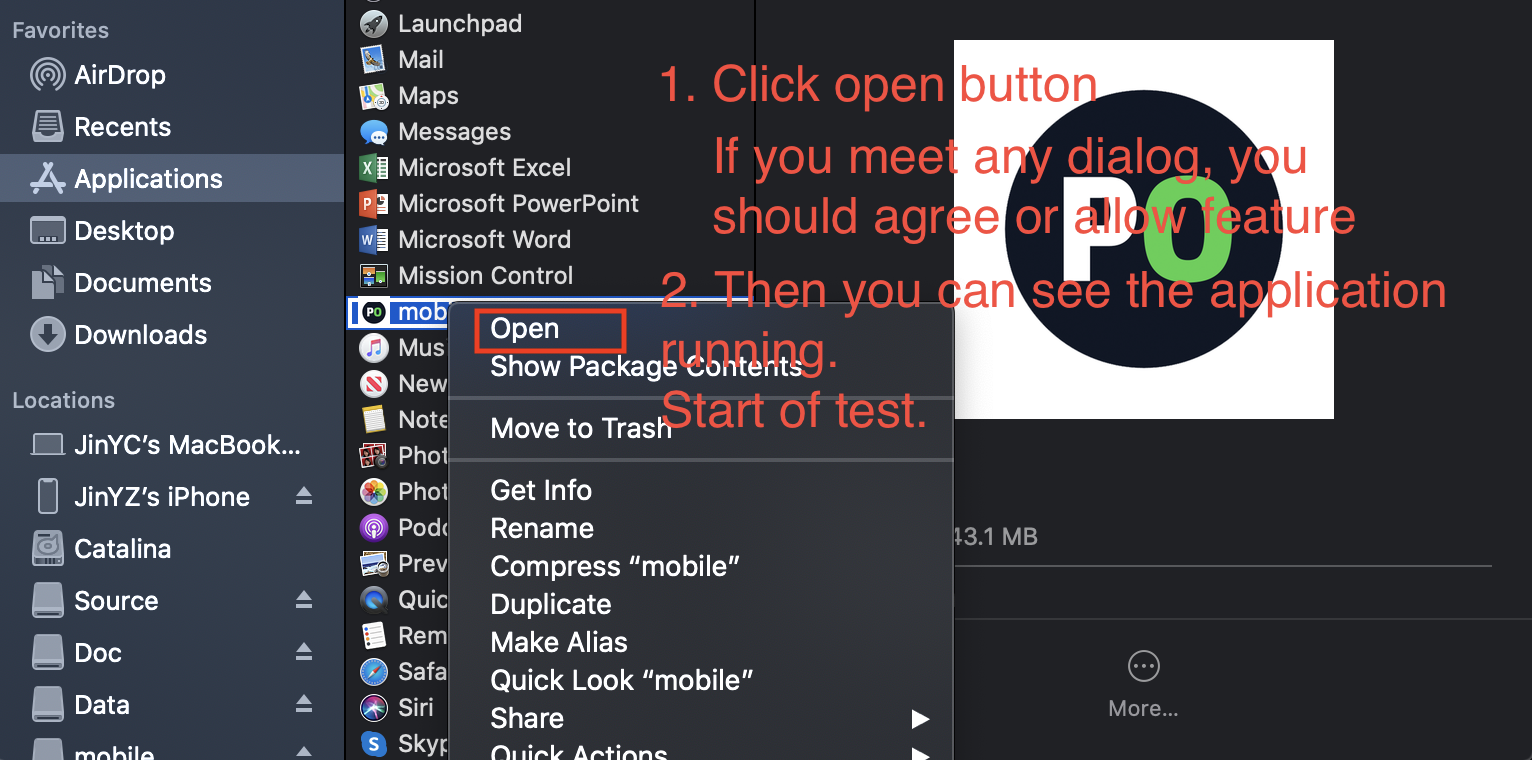 Favorites
AirDrop
Recents
Applications
Desktop
Documents
Downloads
Locations
JinYC’s MacBook...
JinYZ’s iPhone
Catalina
Source
Doc
Data
mobile
Launchpad
Mail
Maps
Messages
Microsoft Excel
Microsoft PowerPoint
Microsoft Word
Mission Control
mob
Mus
New
Note
Phot
Phot
Podc
Prev
Quic
Rem
Safa
Siri
Skyp
Open
Show Package Contents
Move to Trash
Get Info
Rename
Compress “mobile”
Duplicate
Make Alias
Quick Look “mobile”
Share
Quick Actions
1. Click open button
If you meet any dialog, you
should agree or allow feature
2. Then you can see the application
running.
Start of test.
PO
43.1 MB
More...